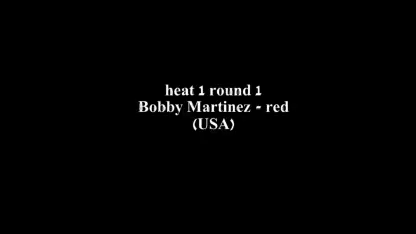 heat 1 round 1
Bobby Martinez - red
(USA)